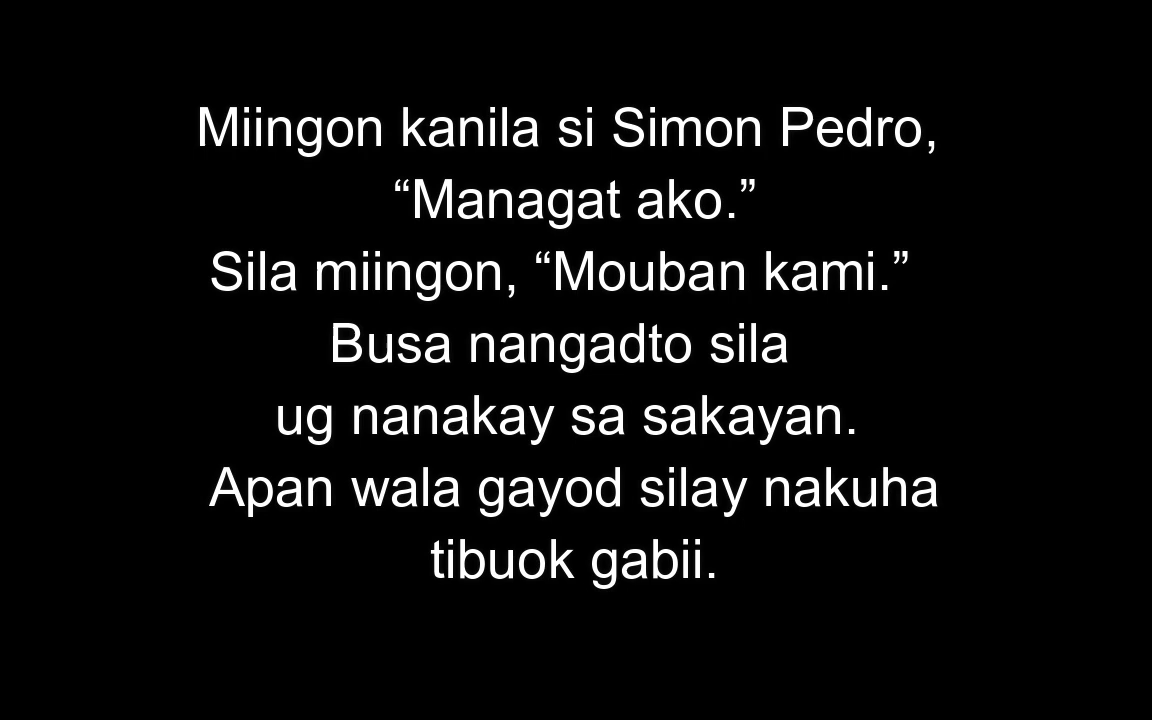 Miingon kanila si Simon Pedro,
“Managat ako.”
Sila miingon, “Mouban kami.”
Busa nangadto sila
ug nanakay sa sakayan.
Apan wala gayod silay nakuha
tibuok gabii.